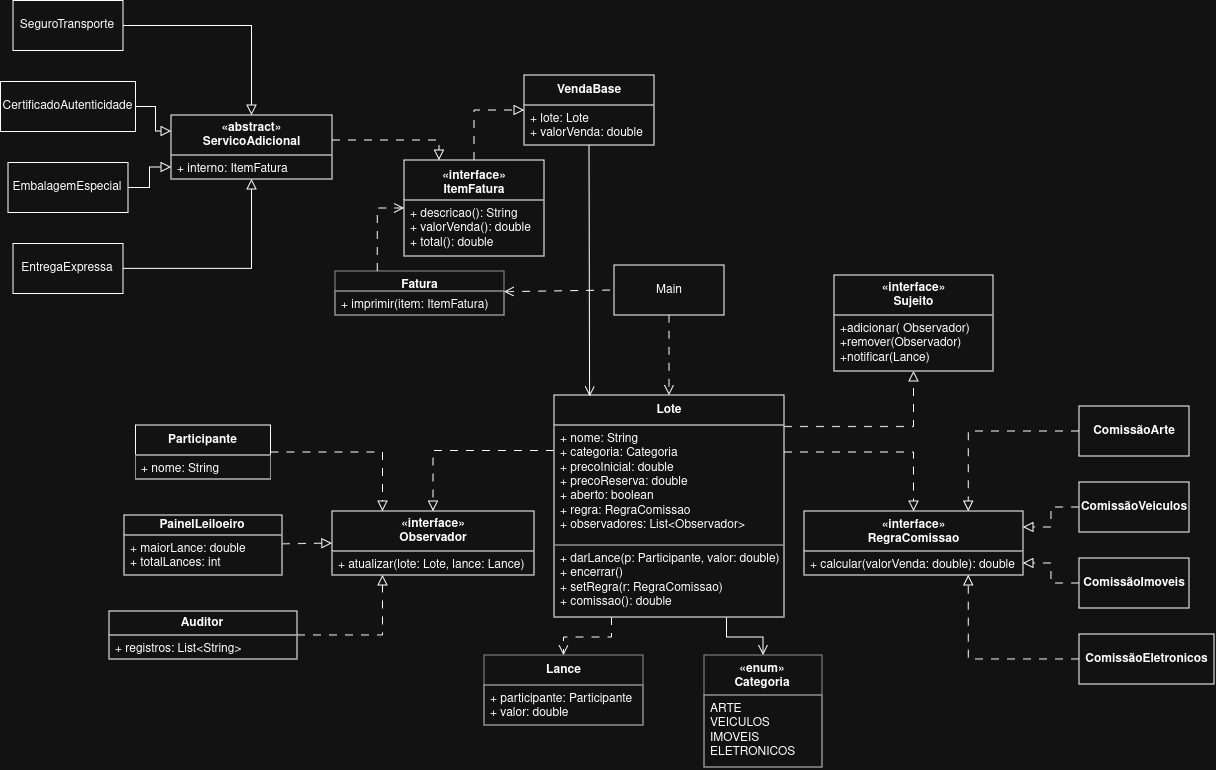 SeguroTransporte
CertificadoAutenticidade
EmbalagemEspecial
EntregaExpressa
«abstract»
ServicoAdicional
+ interno: ItemFatura
VendaBase
+ lote: Lote
+ valorVenda: double
«interface»
ItemFatura
+ descricao(): String
+ valorVenda(): double
+ total(): double
Fatura
+ imprimir(item: ItemFatura)
Main
«interface»
Sujeito
+adicionar( Observador)
+remover(Observador)
+notificar(Lance)
Lote
+ nome: String
+ categoria: Categoria
+ precoInicial: double
+ precoReserva: double
+ aberto: boolean
+ regra: RegraComissao
+ observadores: List<Observador>
+ darLance(p: Participante, valor: double)
+ encerrar()
+ setRegra(r: RegraComissao)
+ comissao(): double
Participante
+ nome: String
PainelLeiloeiro
+ maiorLance: double
+ totalLances: int
Auditor
+ registros: List<String>
«interface»
Observador
+ atualizar(lote: Lote, lance: Lance)
«interface»
RegraComissao
+ calcular(valorVenda: double): double
ComissãoArte
ComissãoVeiculos
ComissãoImoveis
ComissãoEletronicos
Lance
+ participante: Participante
+ valor: double
«enum»
Categoria
ARTE
VEICULOS
IMOVEIS
ELETRONICOS